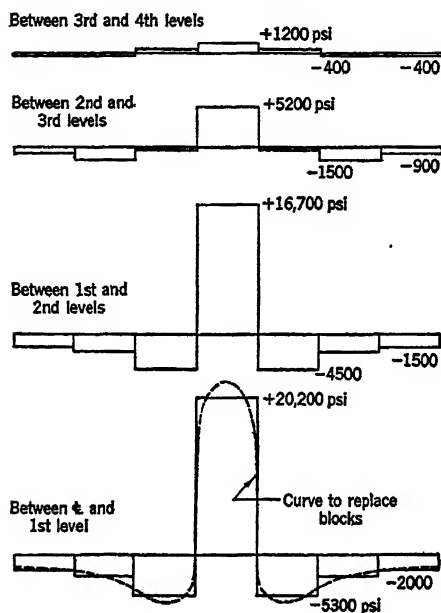 Between 3rd and 4th levels
+1200 psi
-400
-400
Between 2nd and
3rd levels
+5200 psi
-1500
-900
+16,700 psi
Between 1st and
2nd levels
-4500
-1500
+20,200 psi
Between ℄ and
1st level
Curve to replace
blocks
-2000
-5300 psi